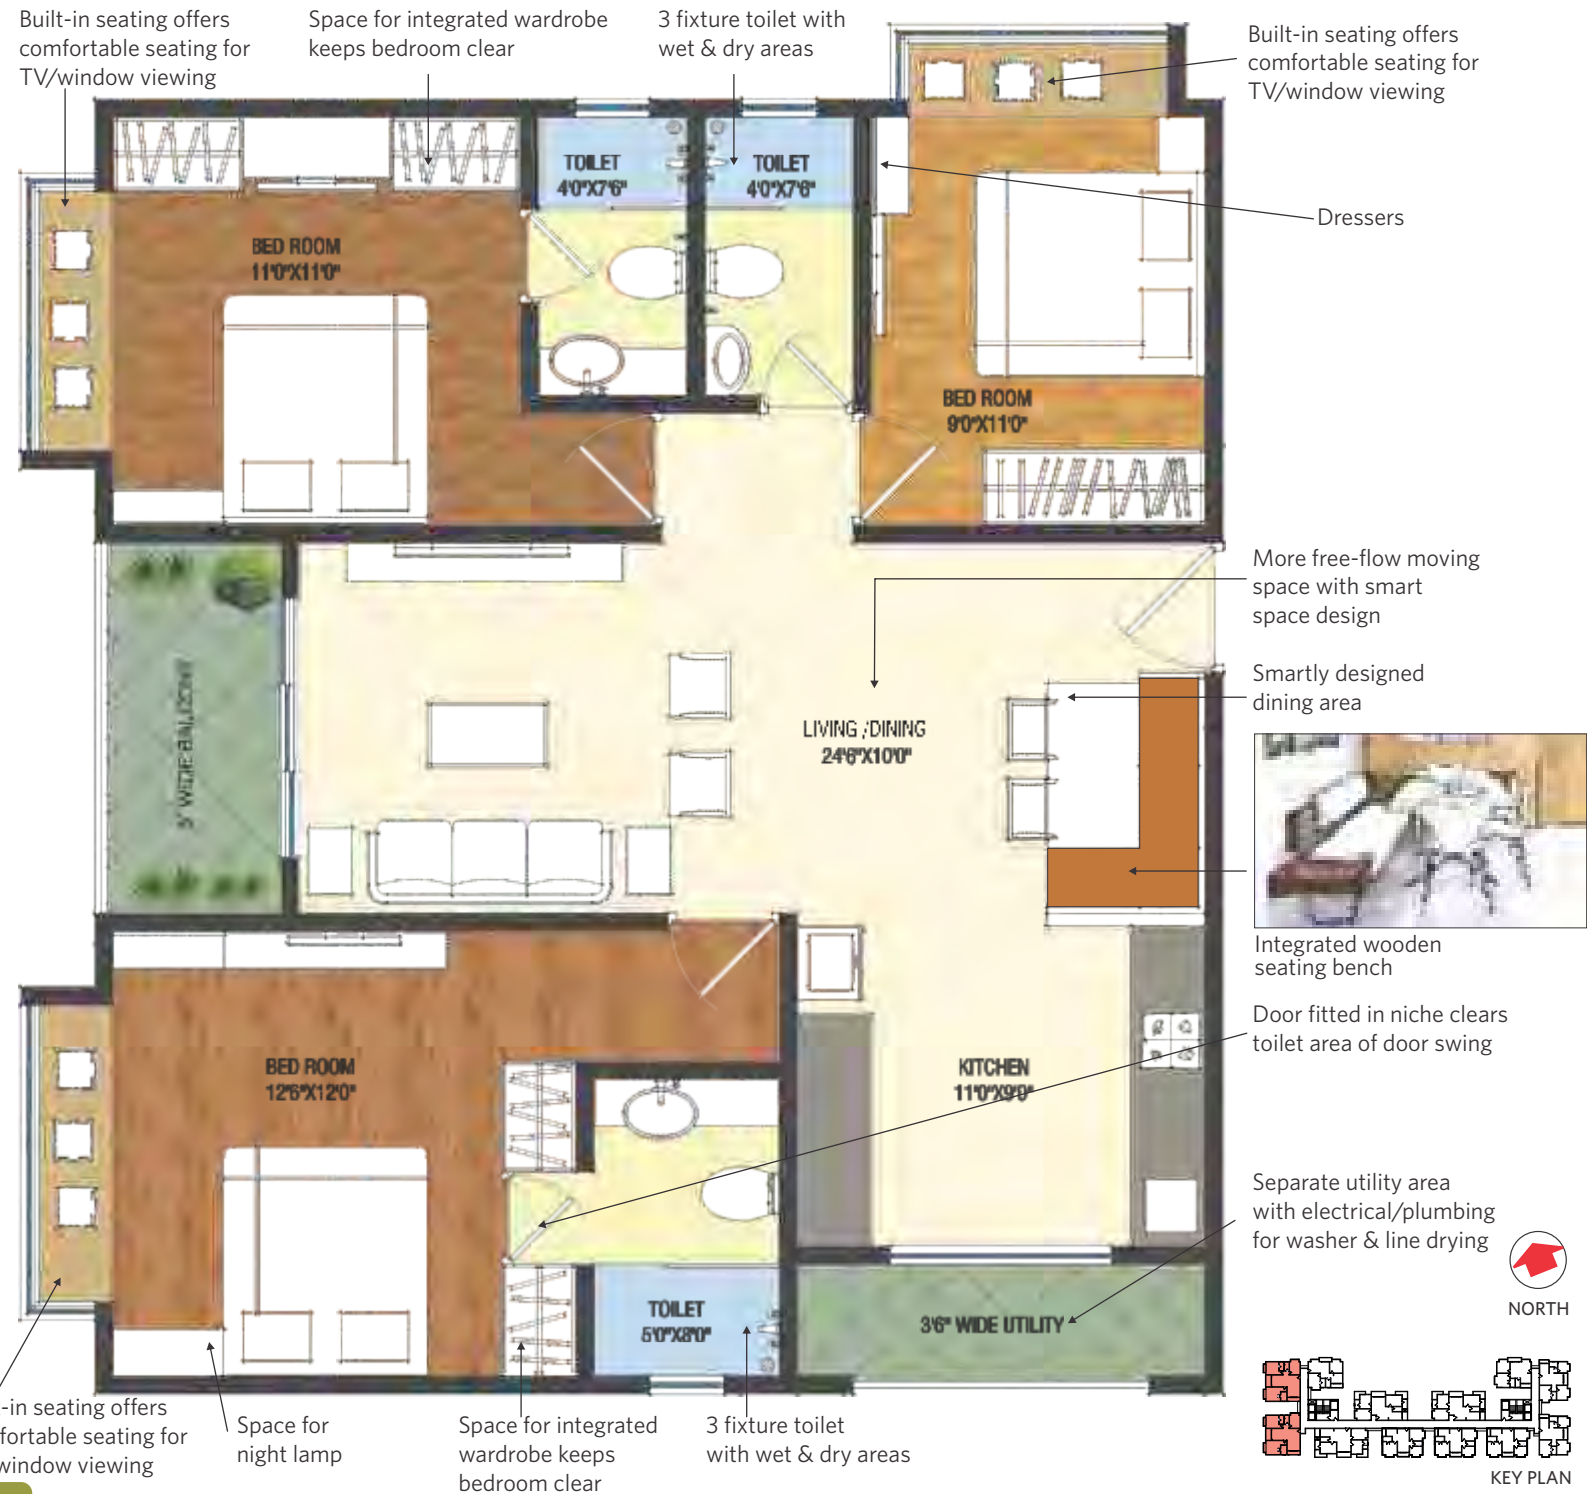 Built-in seating offers
comfortable seating for
TV/window viewing
Space for integrated wardrobe
keeps bedroom clear
3 fixture toilet with
wet & dry areas
Built-in seating offers
comfortable seating for
TV/window viewing
TOILET
4'0"X7'6"
TOILET
4'0"X7'6"
Dressers
BED ROOM
11'0"X11'0"
BED ROOM
9'0"X11'0"
More free-flow moving
space with smart
space design
Smartly designed
dining area
5' WIDE BALCONY
LIVING /DINING
24'6"X10'0"
Integrated wooden
seating bench
Door fitted in niche clears
toilet area of door swing
BED ROOM
12'6"X12'0"
KITCHEN
11'0"X9'0"
Separate utility area
with electrical/plumbing
for washer & line drying
TOILET
5'0"X8'0"
3'6" WIDE UTILITY
NORTH
-in seating offers
fortable seating for
window viewing
Space for
night lamp
Space for integrated
wardrobe keeps
bedroom clear
3 fixture toilet
with wet & dry areas
KEY PLAN